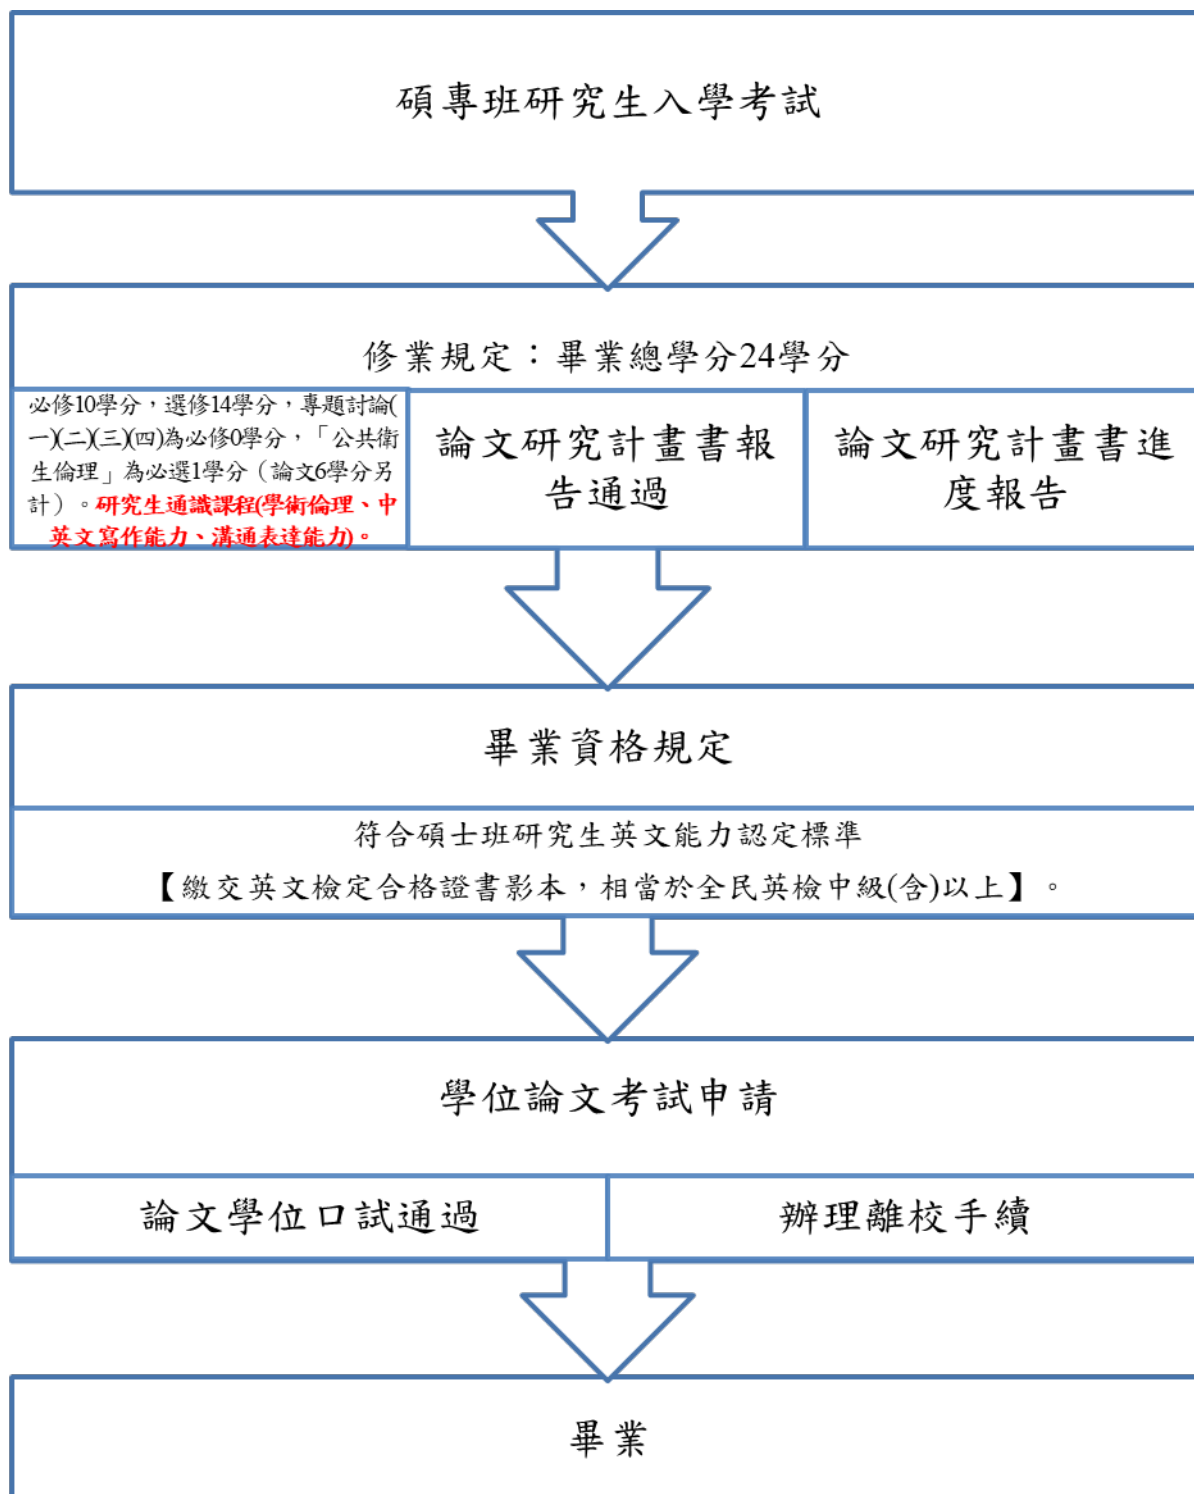 碩專班研究生入學考試
修業規定：畢業總學分24學分
必修10學分，選修14學分，專題討論(
一)(二)(三)(四)為必修0學分，「公共衛
生倫理」為必選1學分（論文6學分另
計）。研究生通識課程(學術倫理、中
英文寫作能力、溝通表達能力)。
論文研究計畫書報
告通過
論文研究計畫書進
度報告
畢業資格規定
符合碩士班研究生英文能力認定標準
【繳交英文檢定合格證書影本，相當於全民英檢中級(含)以上】。
學位論文考試申請
論文學位口試通過
辦理離校手續
畢業